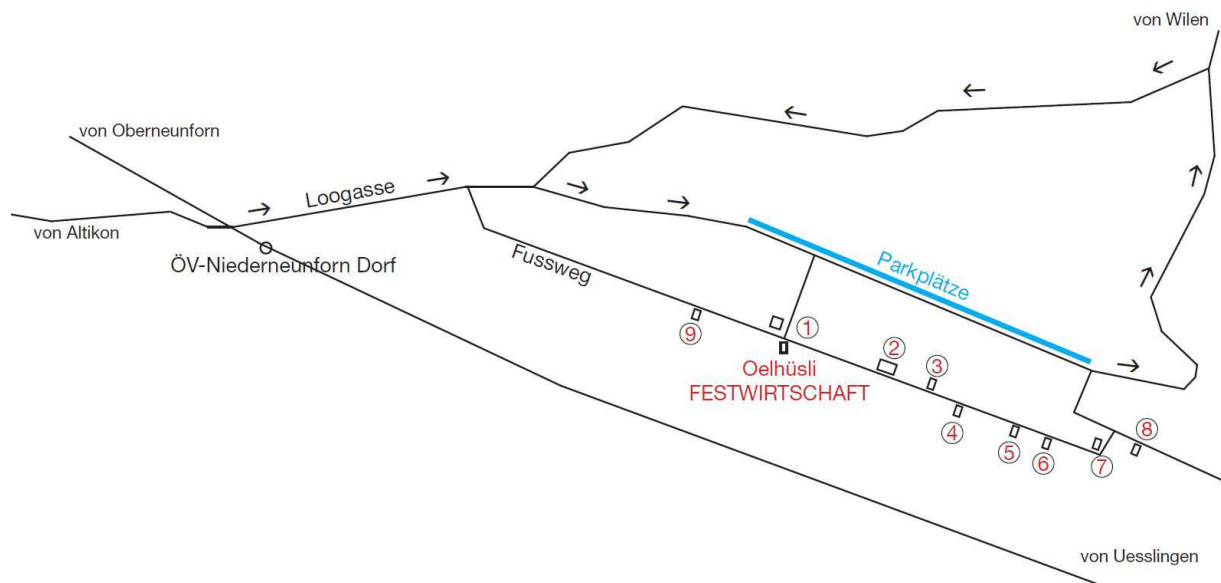 von Wilen
von Oberneunforn
Loogasse
von Altikon
ÖV-Niederneunforn Dorf
Fussweg
Parkplätze
1
2
3
4
5
6
7
8
9
Oelhüsli
FESTWIRTSCHAFT
von Uesslingen